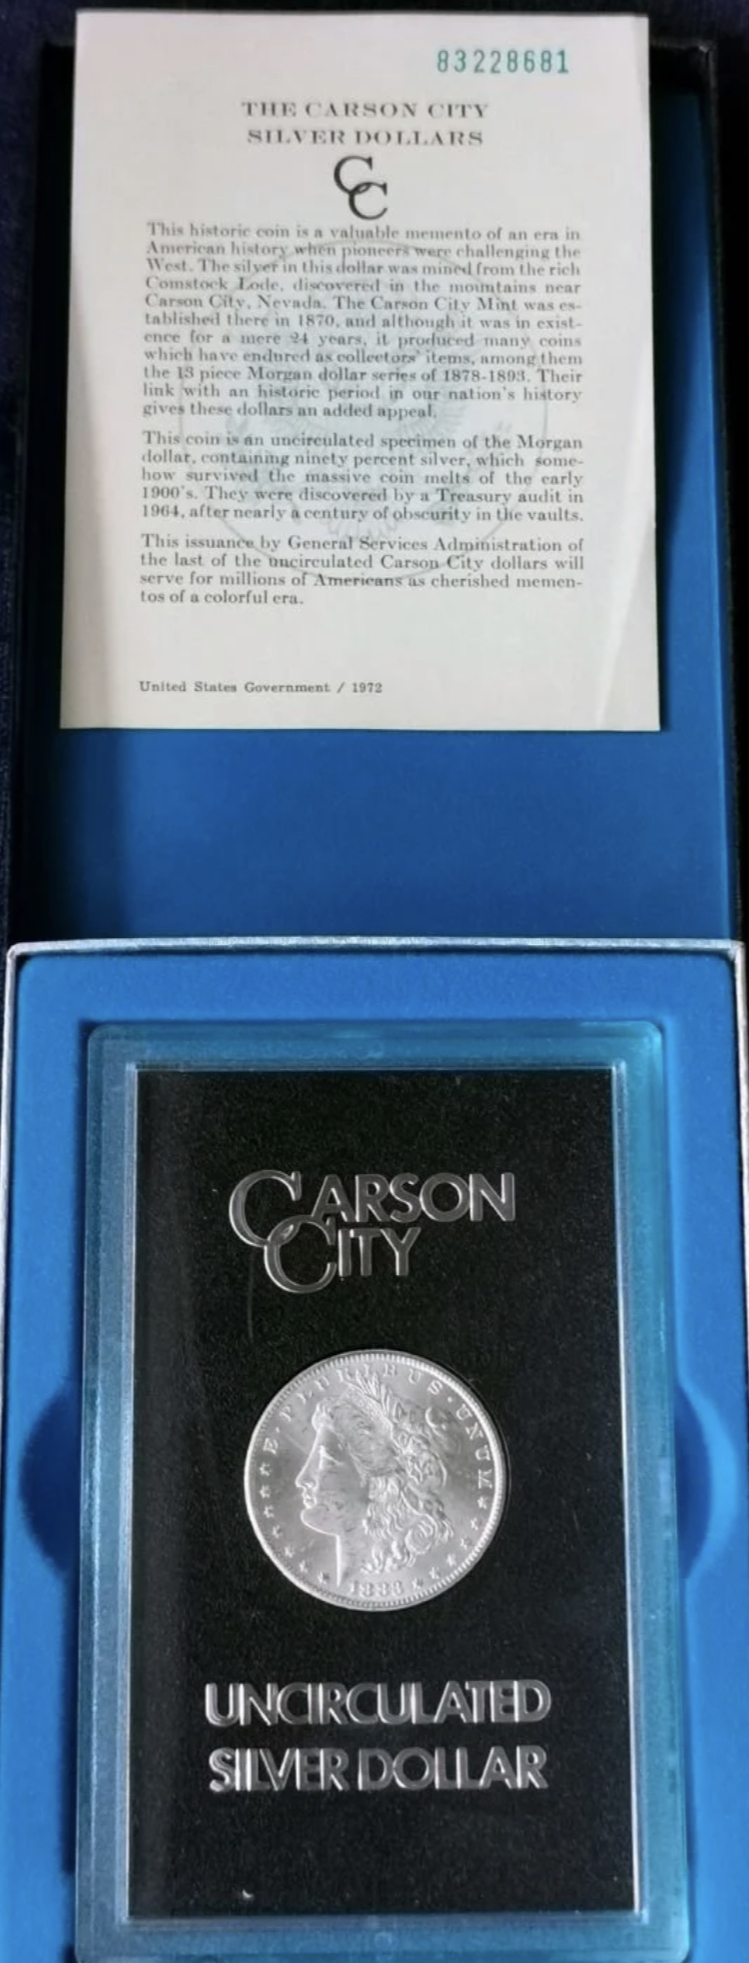 83228681
THE CARSON CITY
SILVER DOLLARS
CC
This historic coin is a valuable memento of an era in
American history when pioneers were challenging the
West. The silver in this dollar was mined from the rich
Comstock Lode, discovered in the mountains near
Carson City, Nevada. The Carson City Mint was es-
tablished there in 1870, and although it was in exist-
ence for a mere 24 years, it produced many coins
which have endured as collectors' items, among them
the 13 piece Morgan dollar series of 1878-1893. Their
link with an historic period in our nation's history
gives these dollars an added appeal.
This coin is an uncirculated specimen of the Morgan
dollar, containing ninety percent silver, which some-
how survived the massive coin melts of the early
1900's. They were discovered by a Treasury audit in
1964, after nearly a century of obscurity in the vaults.
This issuance by General Services Administration of
the last of the uncirculated Carson City dollars will
serve for millions of Americans as cherished memen-
tos of a colorful era.
United States Government / 1972
CARSON
CITY
E · PLURIBUS · UNUM
1883
UNCIRCULATED
SILVER DOLLAR